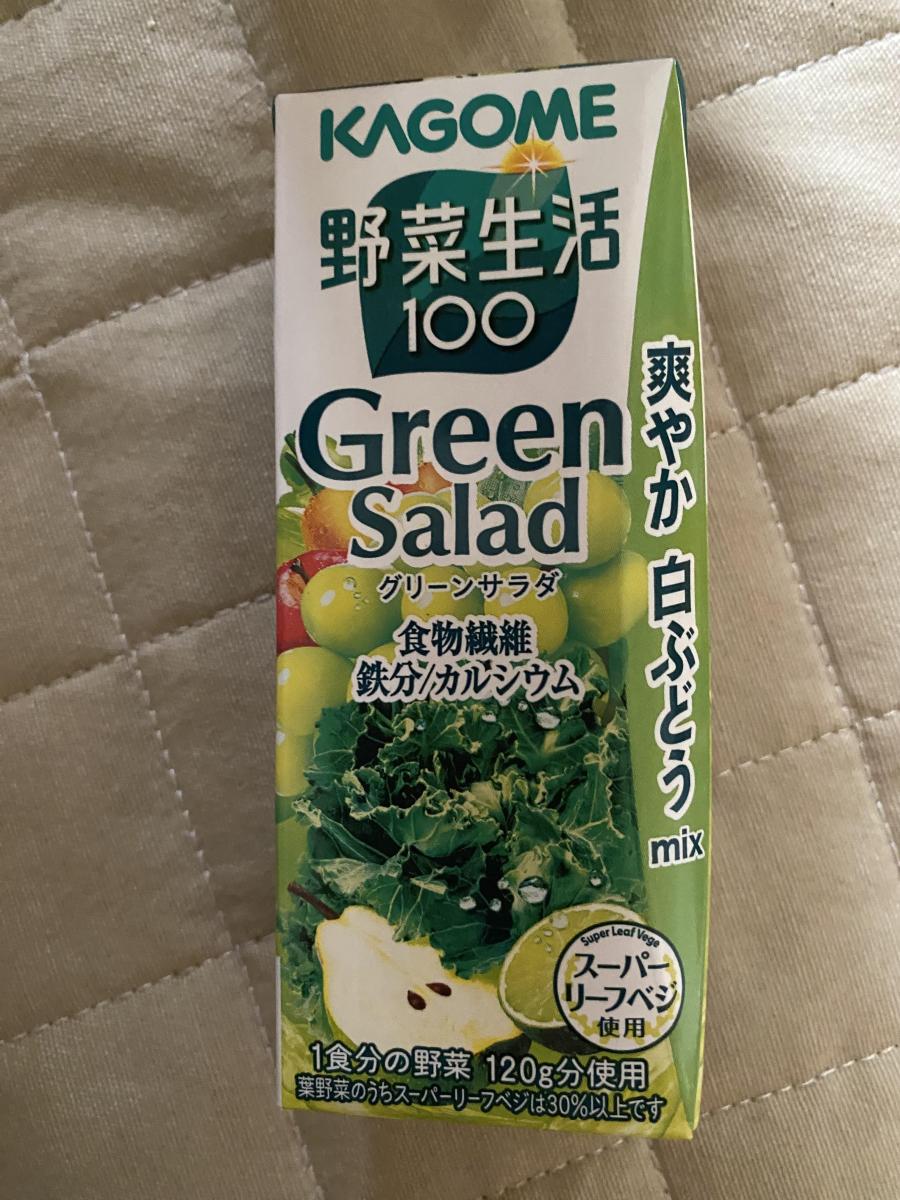 KAGOME
野菜生活
100
Green
Salad
グリーンサラダ
食物繊維
鉄分/カルシウム
爽やか 白ぶどう
mix
Super Leaf Vege
スーパー
リーフベジ
使用
1食分の野菜 120g分使用
葉野菜のうちスーパーリーフベジは30%以上です